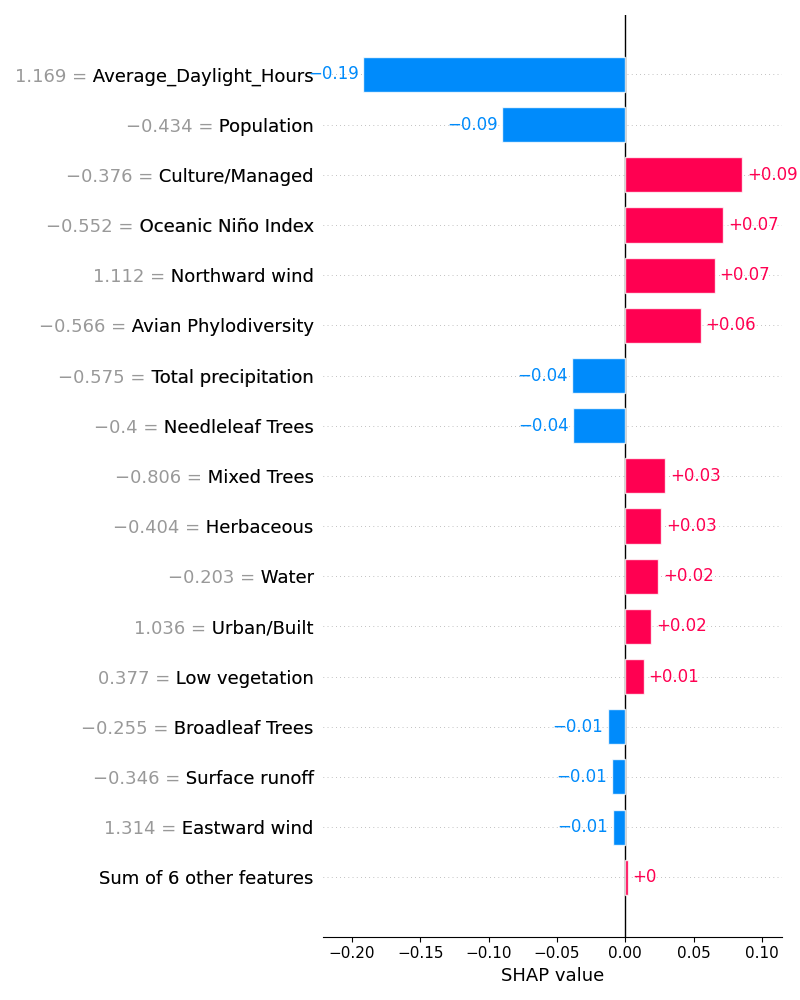 1.169 = Average_Daylight_Hours −0.19
−0.434 = Population −0.09
−0.376 = Culture/Managed +0.09
−0.552 = Oceanic Niño Index +0.07
1.112 = Northward wind +0.07
−0.566 = Avian Phylodiversity +0.06
−0.575 = Total precipitation −0.04
−0.4 = Needleleaf Trees −0.04
−0.806 = Mixed Trees +0.03
−0.404 = Herbaceous +0.03
−0.203 = Water +0.02
1.036 = Urban/Built +0.02
0.377 = Low vegetation +0.01
−0.255 = Broadleaf Trees −0.01
−0.346 = Surface runoff −0.01
1.314 = Eastward wind −0.01
Sum of 6 other features +0
−0.20 −0.15 −0.10 −0.05 0.00 0.05 0.10
SHAP value